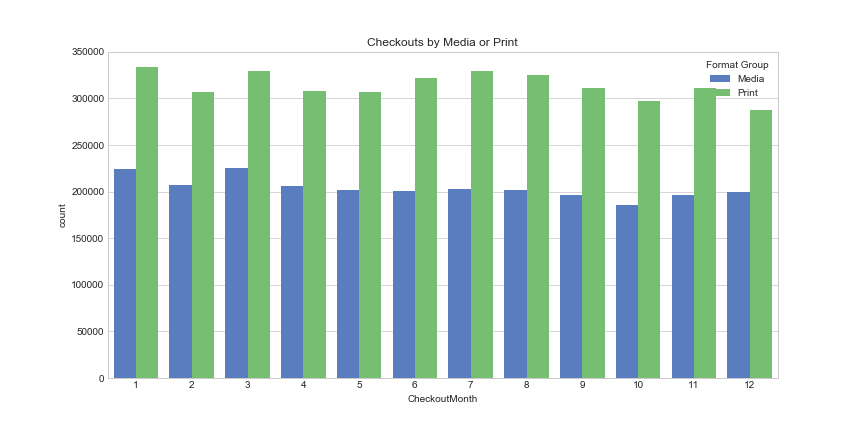 Checkouts by Media or Print
350000
300000
250000
200000
150000
100000
50000
0
count
Format Group
Media
Print
1 2 3 4 5 6 7 8 9 10 11 12
CheckoutMonth